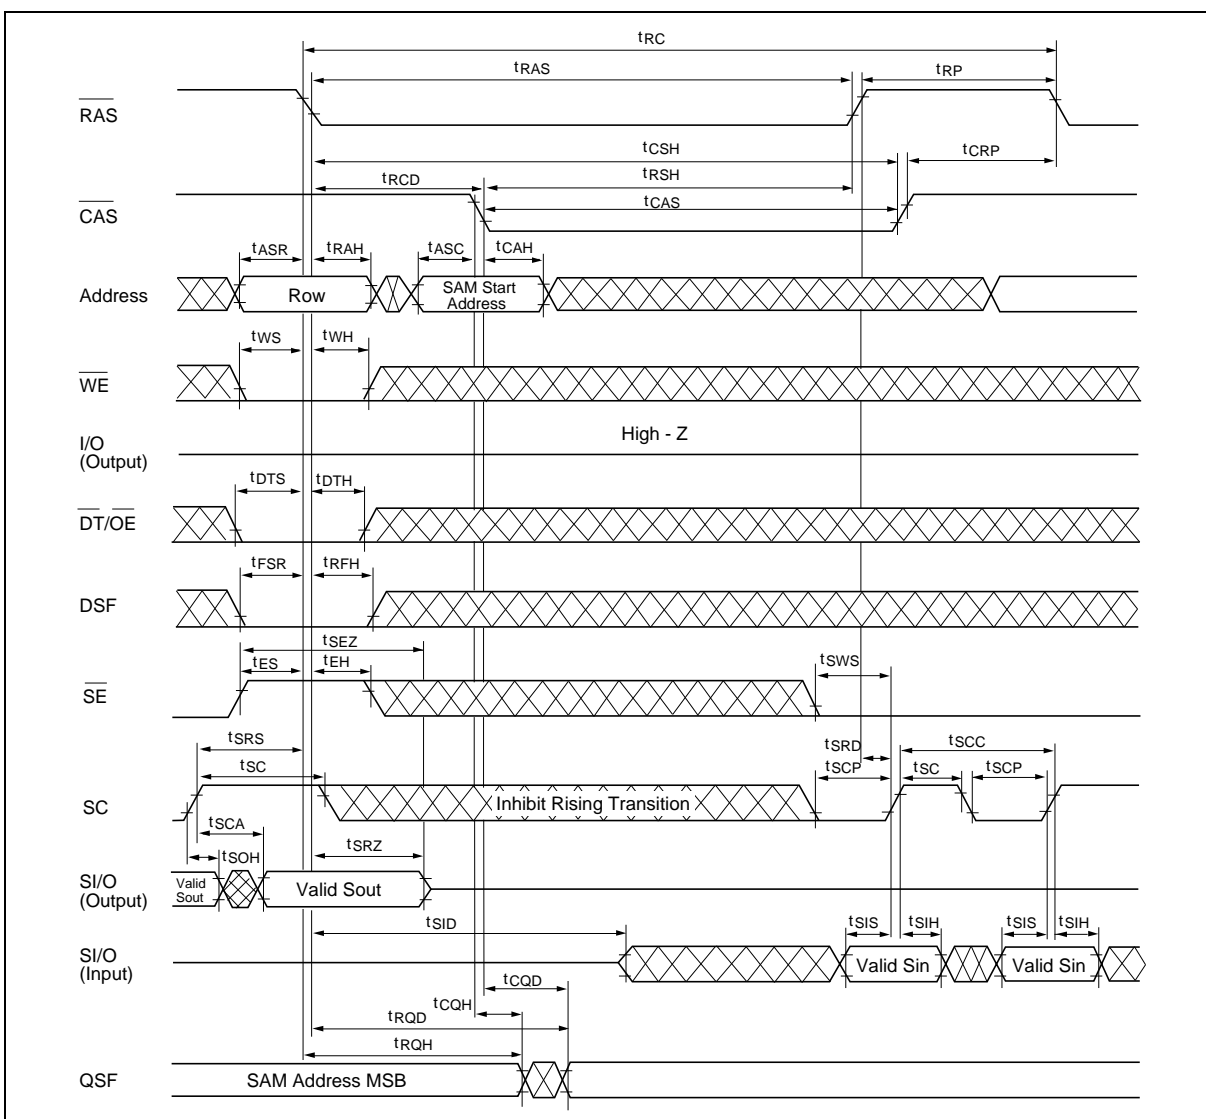 tRC
tRAS
tRP
RAS
tCSH
tCRP
tRCD
tRSH
CAS
tCAS
tASR
tRAH
tASC
tCAH
Address
Row
SAM Start
Address
tWS
tWH
WE
I/O
(Output)
High - Z
tDTS
tDTH
DT/OE
tFSR
tRFH
DSF
tSEZ
tES
tEH
tSWS
SE
tSRS
tSRD
tSCC
tSC
tSCP
tSC
tSCP
SC
Inhibit Rising Transition
tSCA
tSOH
tSRZ
SI/O
(Output)
Valid
Sout
Valid Sout
tSID
tSIS
tSIH
tSIS
tSIH
SI/O
(Input)
Valid Sin
Valid Sin
tCQD
tCQH
tRQD
tRQH
QSF
SAM Address MSB